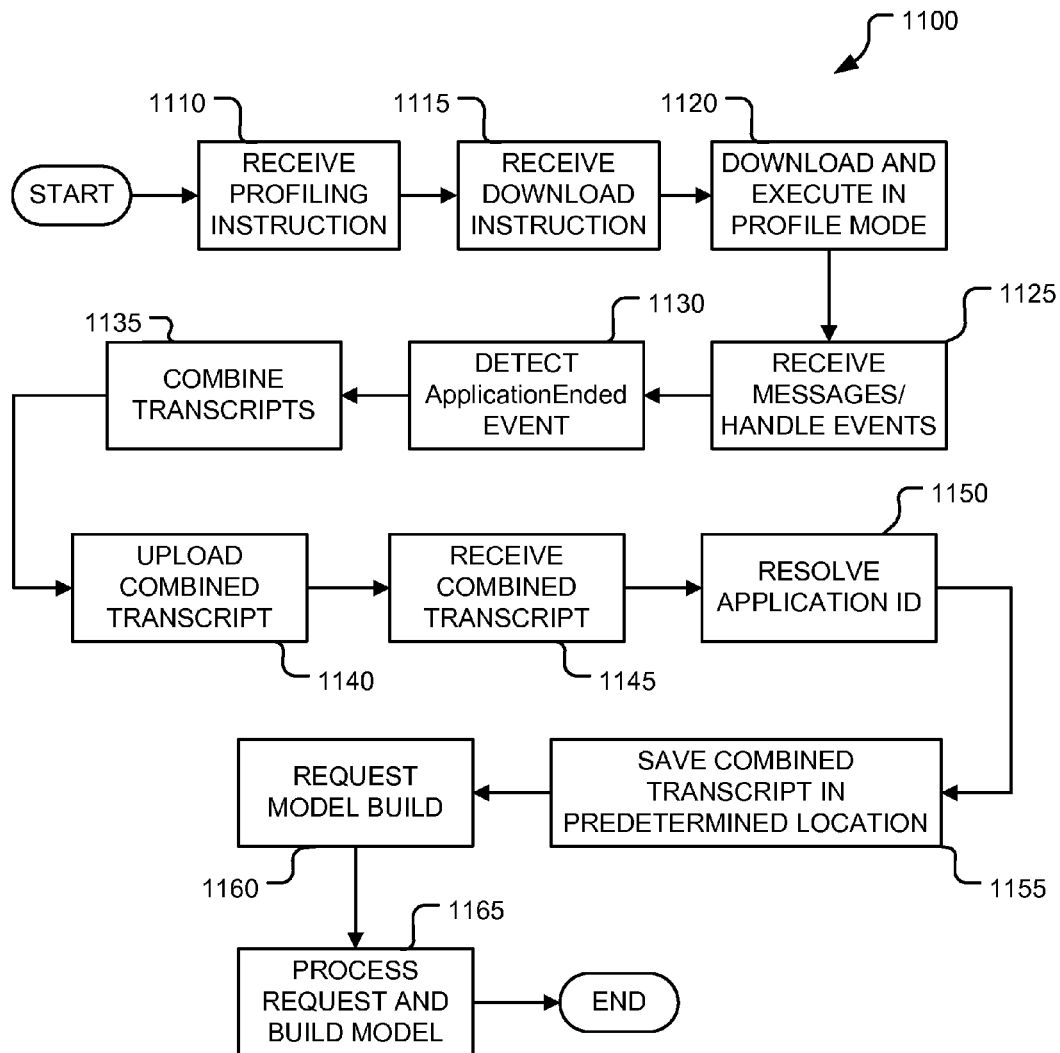 1100
1110
1115
1120
START
RECEIVE
PROFILING
INSTRUCTION
RECEIVE
DOWNLOAD
INSTRUCTION
DOWNLOAD AND
EXECUTE IN
PROFILE MODE
1125
1130
1135
RECEIVE
MESSAGES/
HANDLE EVENTS
DETECT
ApplicationEnded
EVENT
COMBINE
TRANSCRIPTS
1150
UPLOAD
COMBINED
TRANSCRIPT
RECEIVE
COMBINED
TRANSCRIPT
RESOLVE
APPLICATION ID
1140
1145
SAVE COMBINED
TRANSCRIPT IN
PREDETERMINED LOCATION
REQUEST
MODEL BUILD
1160
1155
1165
PROCESS
REQUEST AND
BUILD MODEL
END